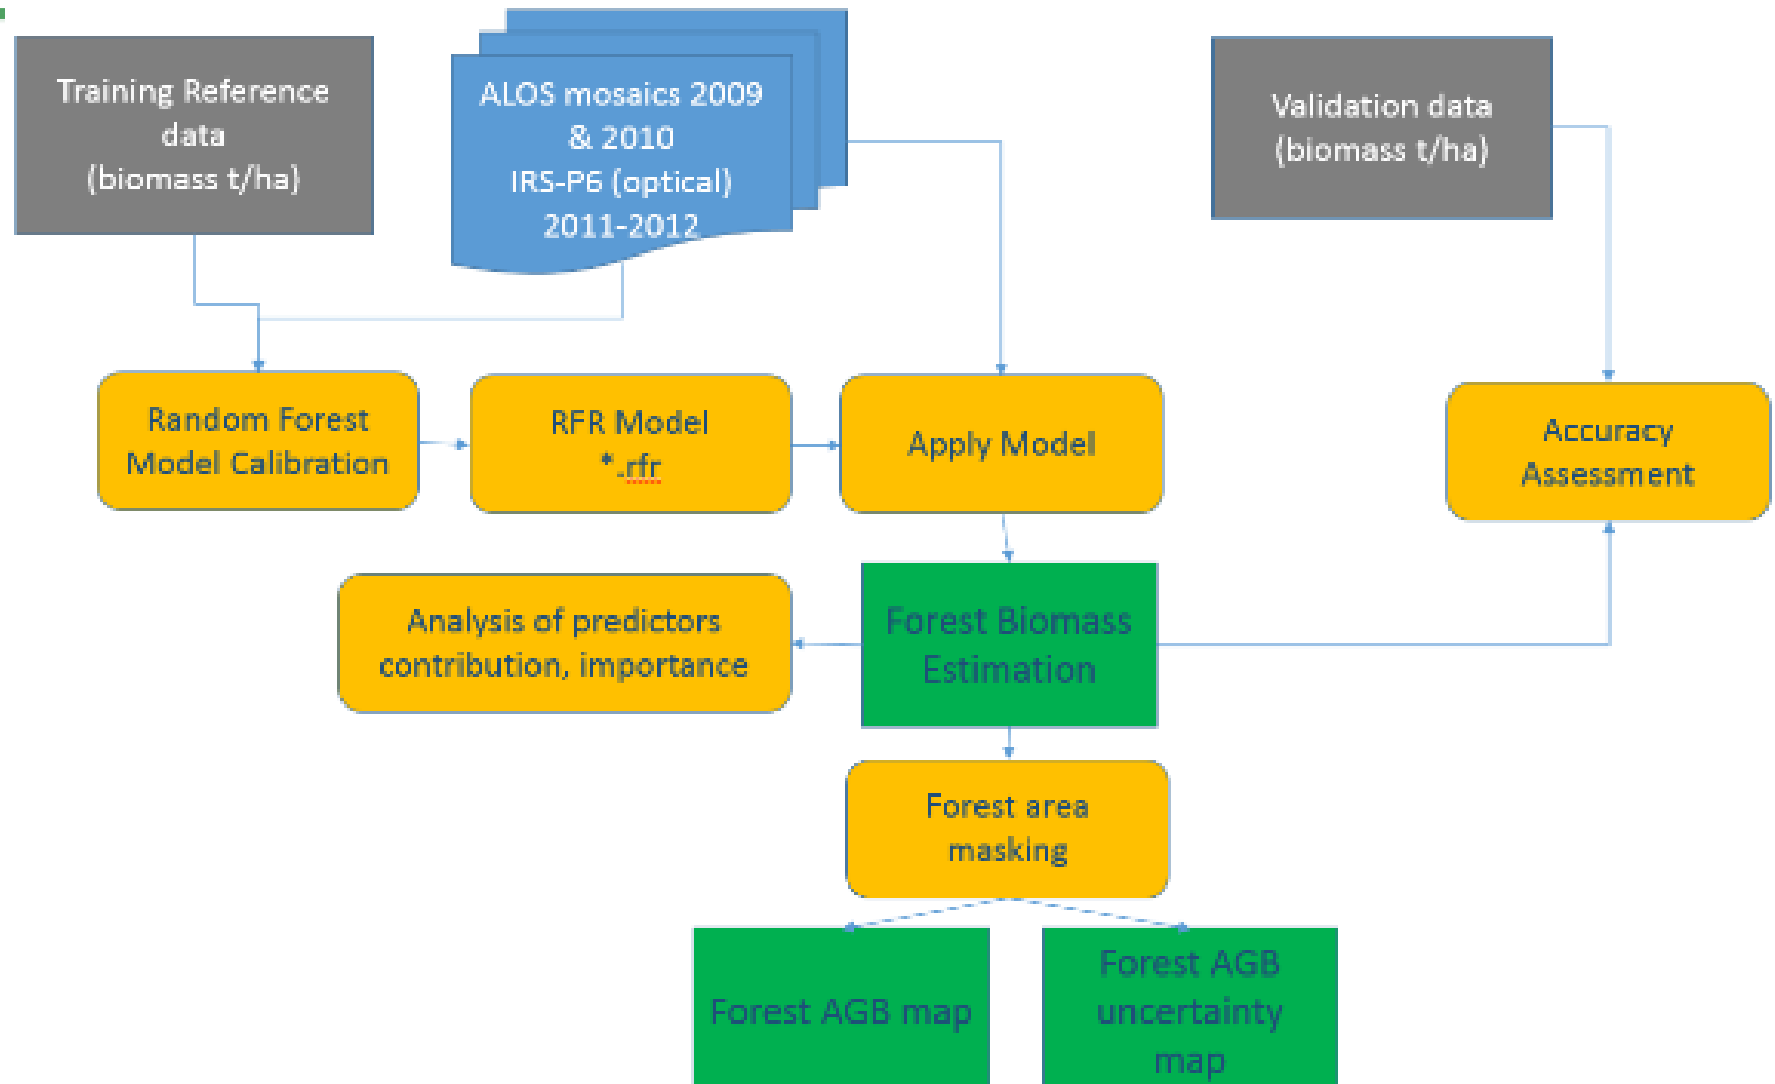 Training Reference
data
(biomass t/ha)
ALOS mosaics 2009
& 2010
IRS-P6 (optical)
2011-2012
Validation data
(biomass t/ha)
Random Forest
Model Calibration
RFR Model
*.rfr
Apply Model
Accuracy
Assessment
Analysis of predictors
contribution, importance
Forest Biomass
Estimation
Forest area
masking
Forest AGB map
Forest AGB
uncertainty
map